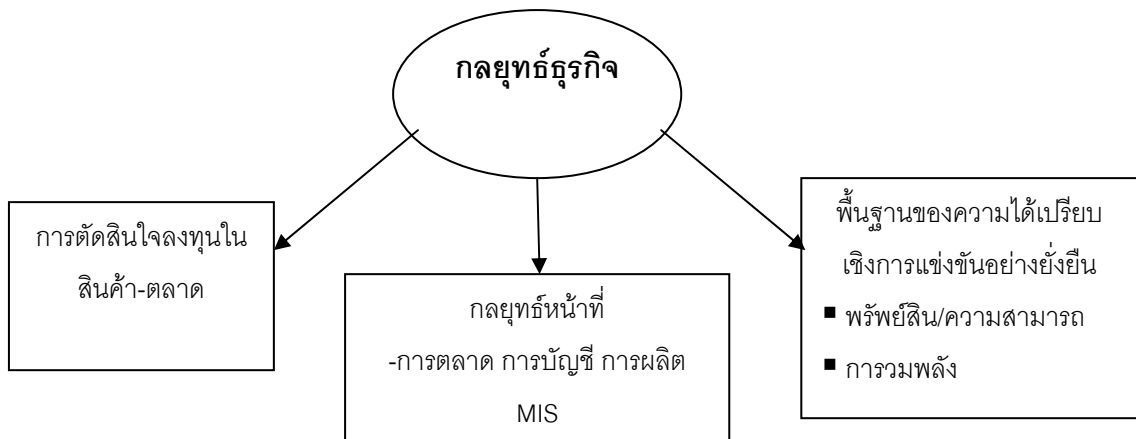 กลยุทธ์ธุรกิจ
การตัดสินใจลงทุนใน
สินค้า-ตลาด
กลยุทธ์หน้าที่
-การตลาด การบัญชี การผลิต
MIS
พื้นฐานของความได้เปรียบ
เชิงการแข่งขันอย่างยั่งยืน
▪ พรัพย์สิน/ความสามารถ
▪ การวมพลัง